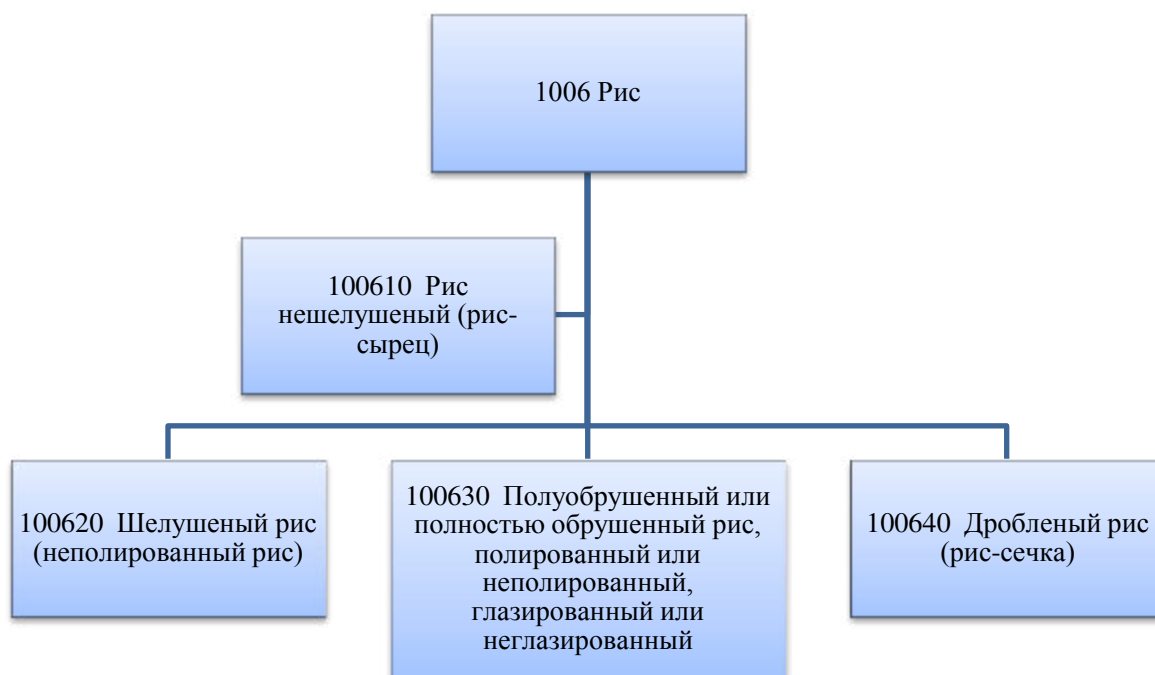 1006 Рис
100610  Рис
нешелушеный (рис-
сырец)
100620  Шелушеный рис
(неполированный рис)
100630  Полуобрушенный или
полностью обрушенный рис,
полированный или
неполированный,
глазированный или
неглазированный
100640  Дробленый рис
(рис-сечка)